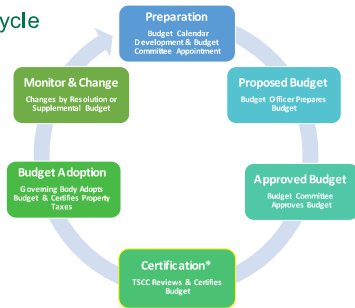 ycle
Preparation
Budget Calendar
Development & Budget
Committee Appointment
Proposed Budget
Budget Officer Prepares
Budget
Approved Budget
Budget Committee
Approves Budget
Certification*
TSCC Reviews & Certifies
Budget
Budget Adoption
Governing Body Adopts
Budget & Certifies Property
Taxes
Monitor & Change
Changes by Resolution or
Supplemental Budget